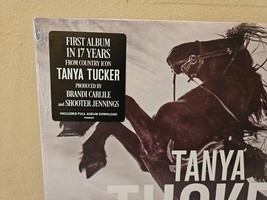 FIRST ALBUM
IN 17 YEARS
FROM COUNTRY ICON
TANYA TUCKER
PRODUCED BY
BRANDI CARLILE
AND SHOOTER JENNINGS
INCLUDES FULL ALBUM DOWNLOAD
TANYA
TUCKE